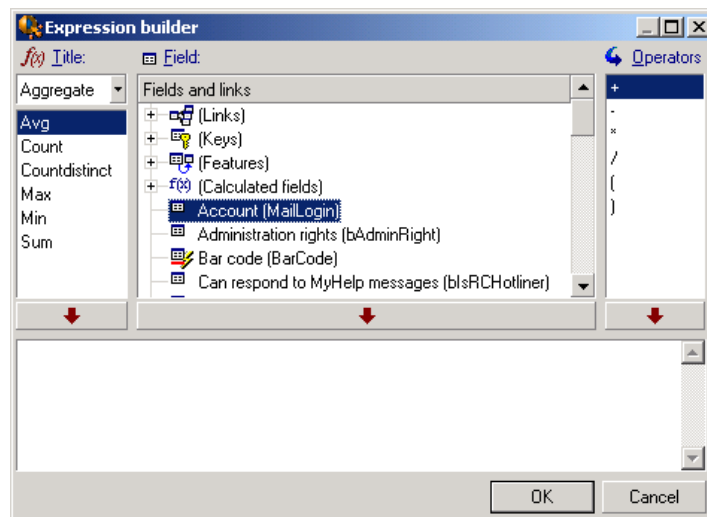 Expression builder
f(x) Title:
Field:
Operators
Aggregate
Fields and links
Avg
Count
Countdistinct
Max
Min
Sum
(Links)
(Keys)
(Features)
f(x) (Calculated fields)
Account (MailLogin)
Administration rights (bAdminRight)
Bar code (BarCode)
Can respond to MyHelp messages (bIsRCHotliner)
+
-
*
/
(
)
OK
Cancel